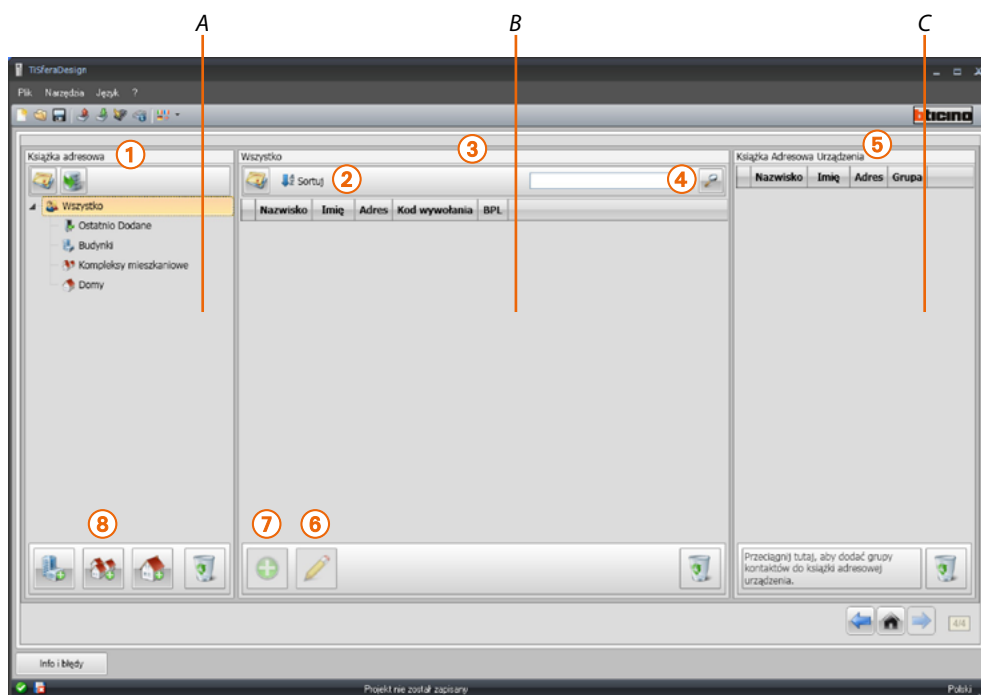 A B C
TiSferaDesign
Plik Narzędzia Język ?
bticino
Książka adresowa 1
Wszystko 3
Książka Adresowa Urządzenia 5
Sortuj 2 4
Nazwisko Imię Adres Grupa
Wszystko
Nazwisko Imię Adres Kod wywołania BPL
Ostatnio Dodane
Budynki
Kompleksy mieszkaniowe
Domy
8 7 6
Przeciągnij tutaj, aby dodać grupy
kontaktów do książki adresowej
urządzenia.
4/4
Info i błędy
Projekt nie został zapisany Polski